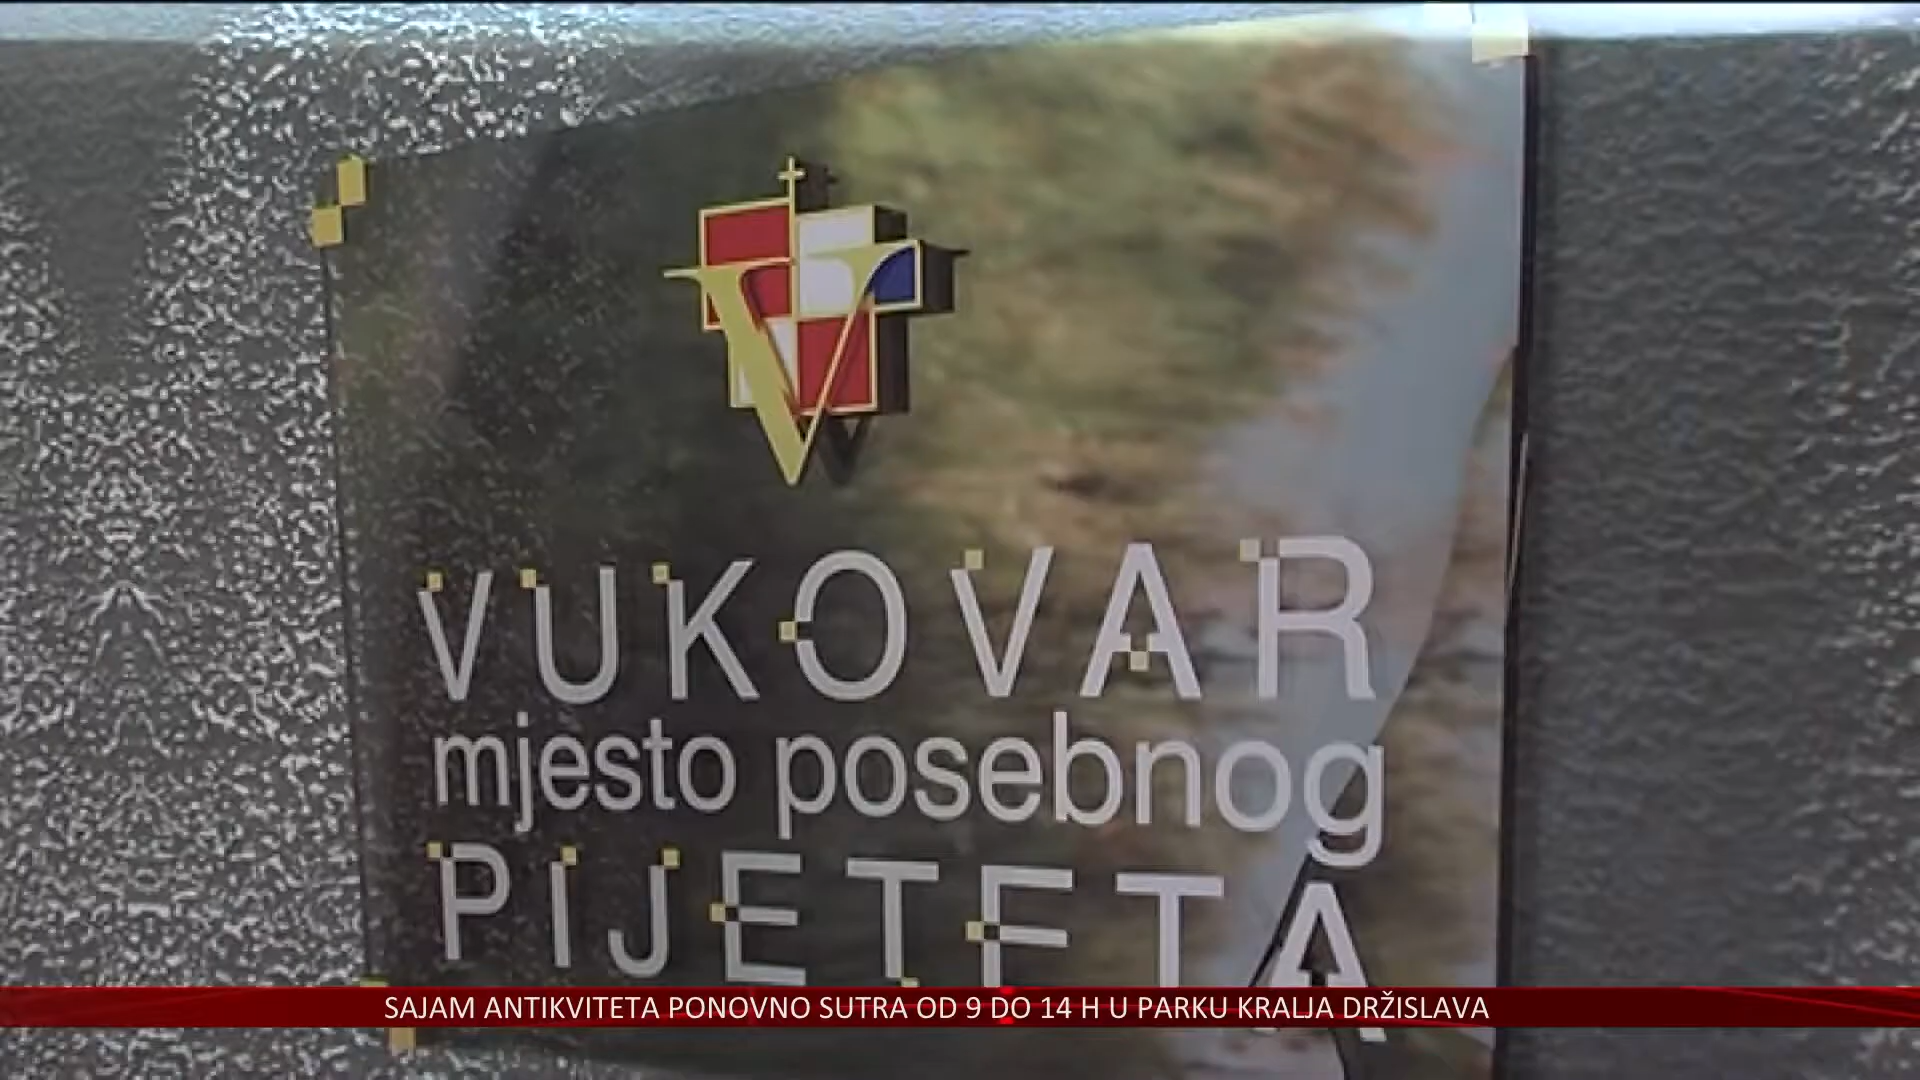 V
VUKOVAR
mjesto posebnog
PIJETETA
SAJAM ANTIKVITETA PONOVNO SUTRA OD 9 DO 14 H U PARKU KRALJA DRŽISLAVA